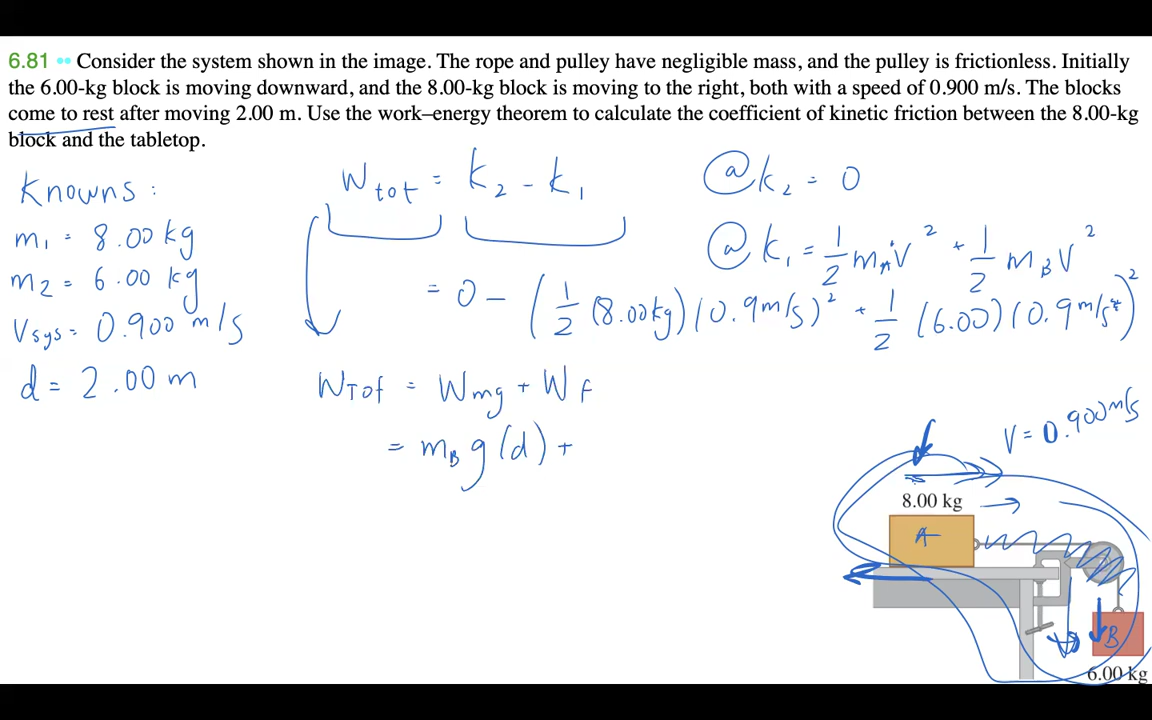 6.81 •• Consider the system shown in the image. The rope and pulley have negligible mass, and the pulley is frictionless. Initially
the 6.00-kg block is moving downward, and the 8.00-kg block is moving to the right, both with a speed of 0.900 m/s. The blocks
come to rest after moving 2.00 m. Use the work–energy theorem to calculate the coefficient of kinetic friction between the 8.00-kg
block and the tabletop.
Knowns:
m₁ = 8.00 kg
m₂ = 6.00 kg
Vsys = 0.900 m/s
d = 2.00 m
Wtot = k₂ - k₁
= 0 - (1/2 (8.00kg)(0.9m/s)² + 1/2 (6.00)(0.9m/s)²
@k₂ = 0
@k₁ = 1/2 mAV² + 1/2 mBV²
WTot = Wmg + Wf
= mBg(d) +
V = 0.900m/s
8.00 kg
A
B
6.00 kg